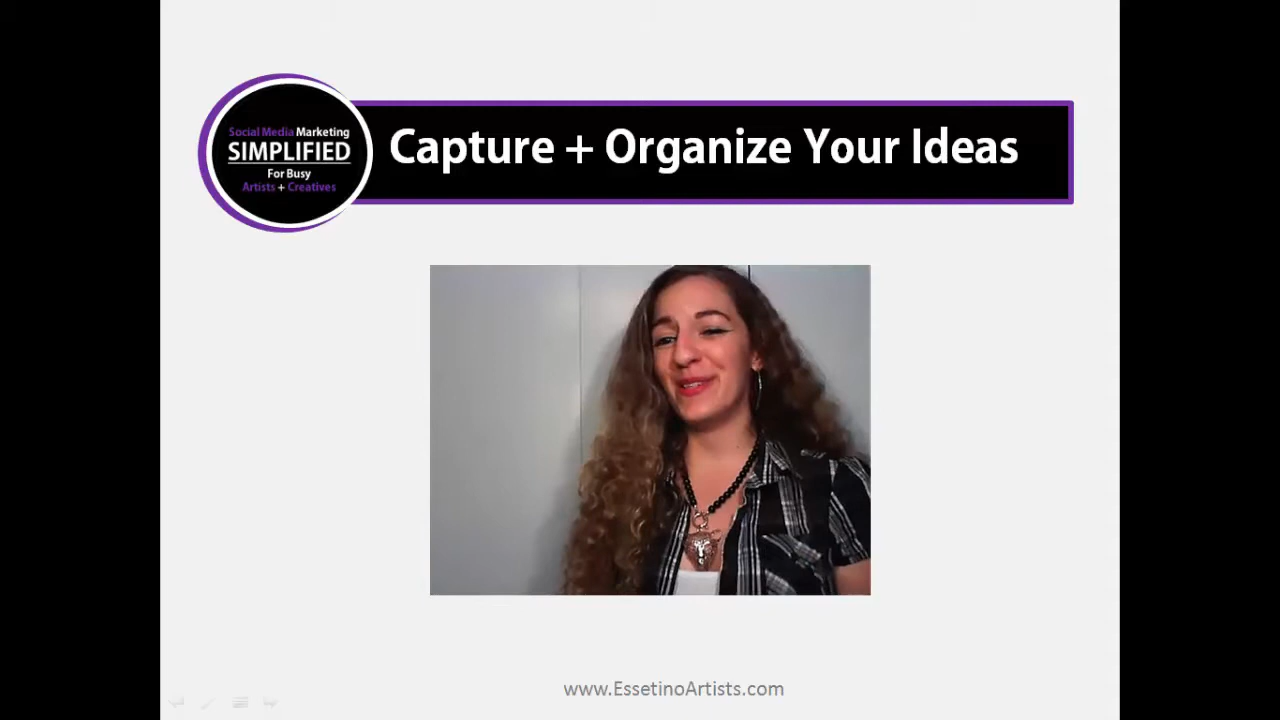 Social Media Marketing
SIMPLIFIED
For Busy
Artists + Creatives
Capture + Organize Your Ideas
www.EssetinoArtists.com